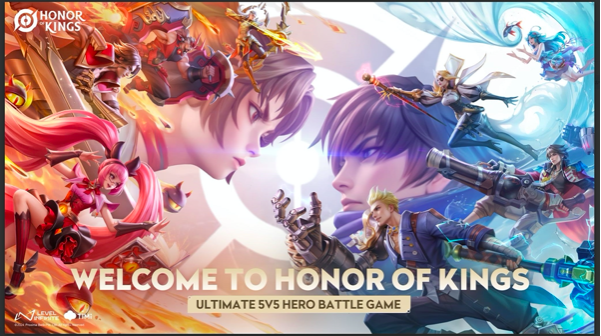 HONOR
OF KINGS
WELCOME TO HONOR OF KINGS
ULTIMATE 5V5 HERO BATTLE GAME
LEVEL
INFINITE
TIMI